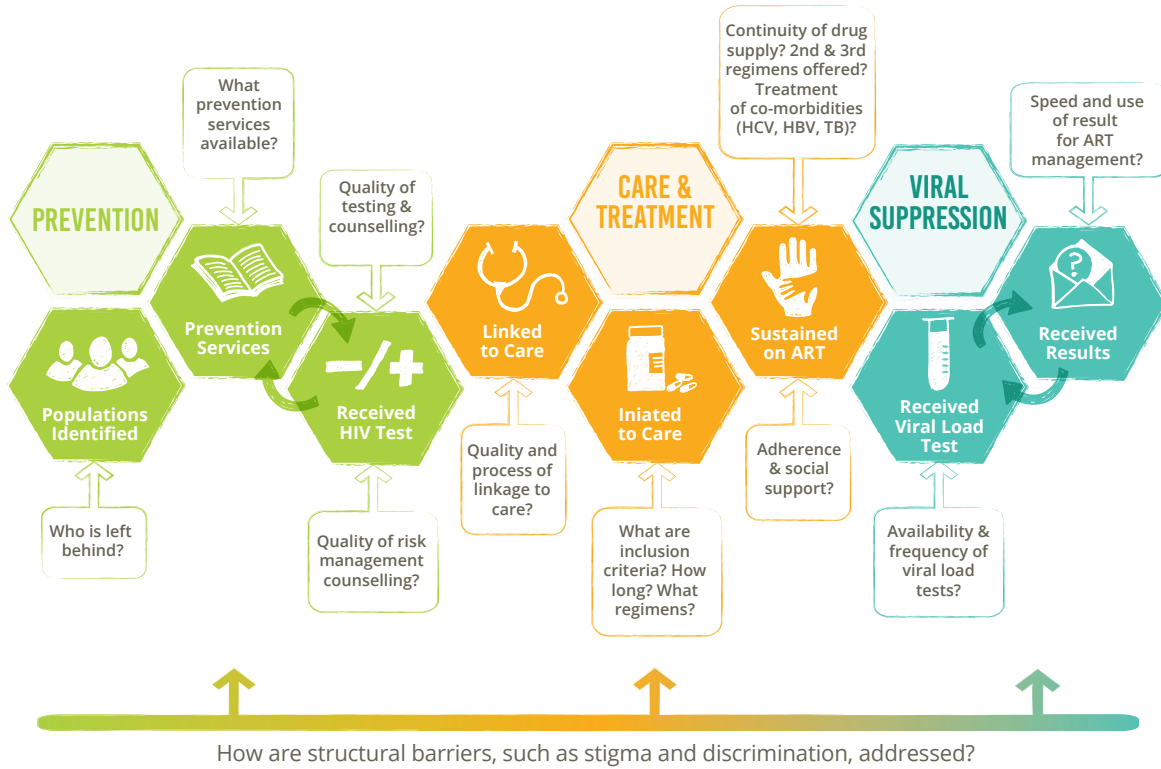 PREVENTION
Populations
Identified
Who is left
behind?
What
prevention
services
available?
Prevention
Services
Quality of
testing &
counselling?
-/+
Received
HIV Test
Quality of risk
management
counselling?
Linked
to Care
Quality and
process of
linkage to
care?
CARE &
TREATMENT
Iniated
to Care
What are
inclusion
criteria? How
long? What
regimens?
Continuity of drug
supply? 2nd & 3rd
regimens offered?
Treatment
of co-morbidities
(HCV, HBV, TB)?
Sustained
on ART
Adherence
& social
support?
VIRAL
SUPPRESSION
Received
Viral Load
Test
Availability &
frequency of
viral load
tests?
Speed and use
of result
for ART
management?
?
Received
Results
How are structural barriers, such as stigma and discrimination, addressed?